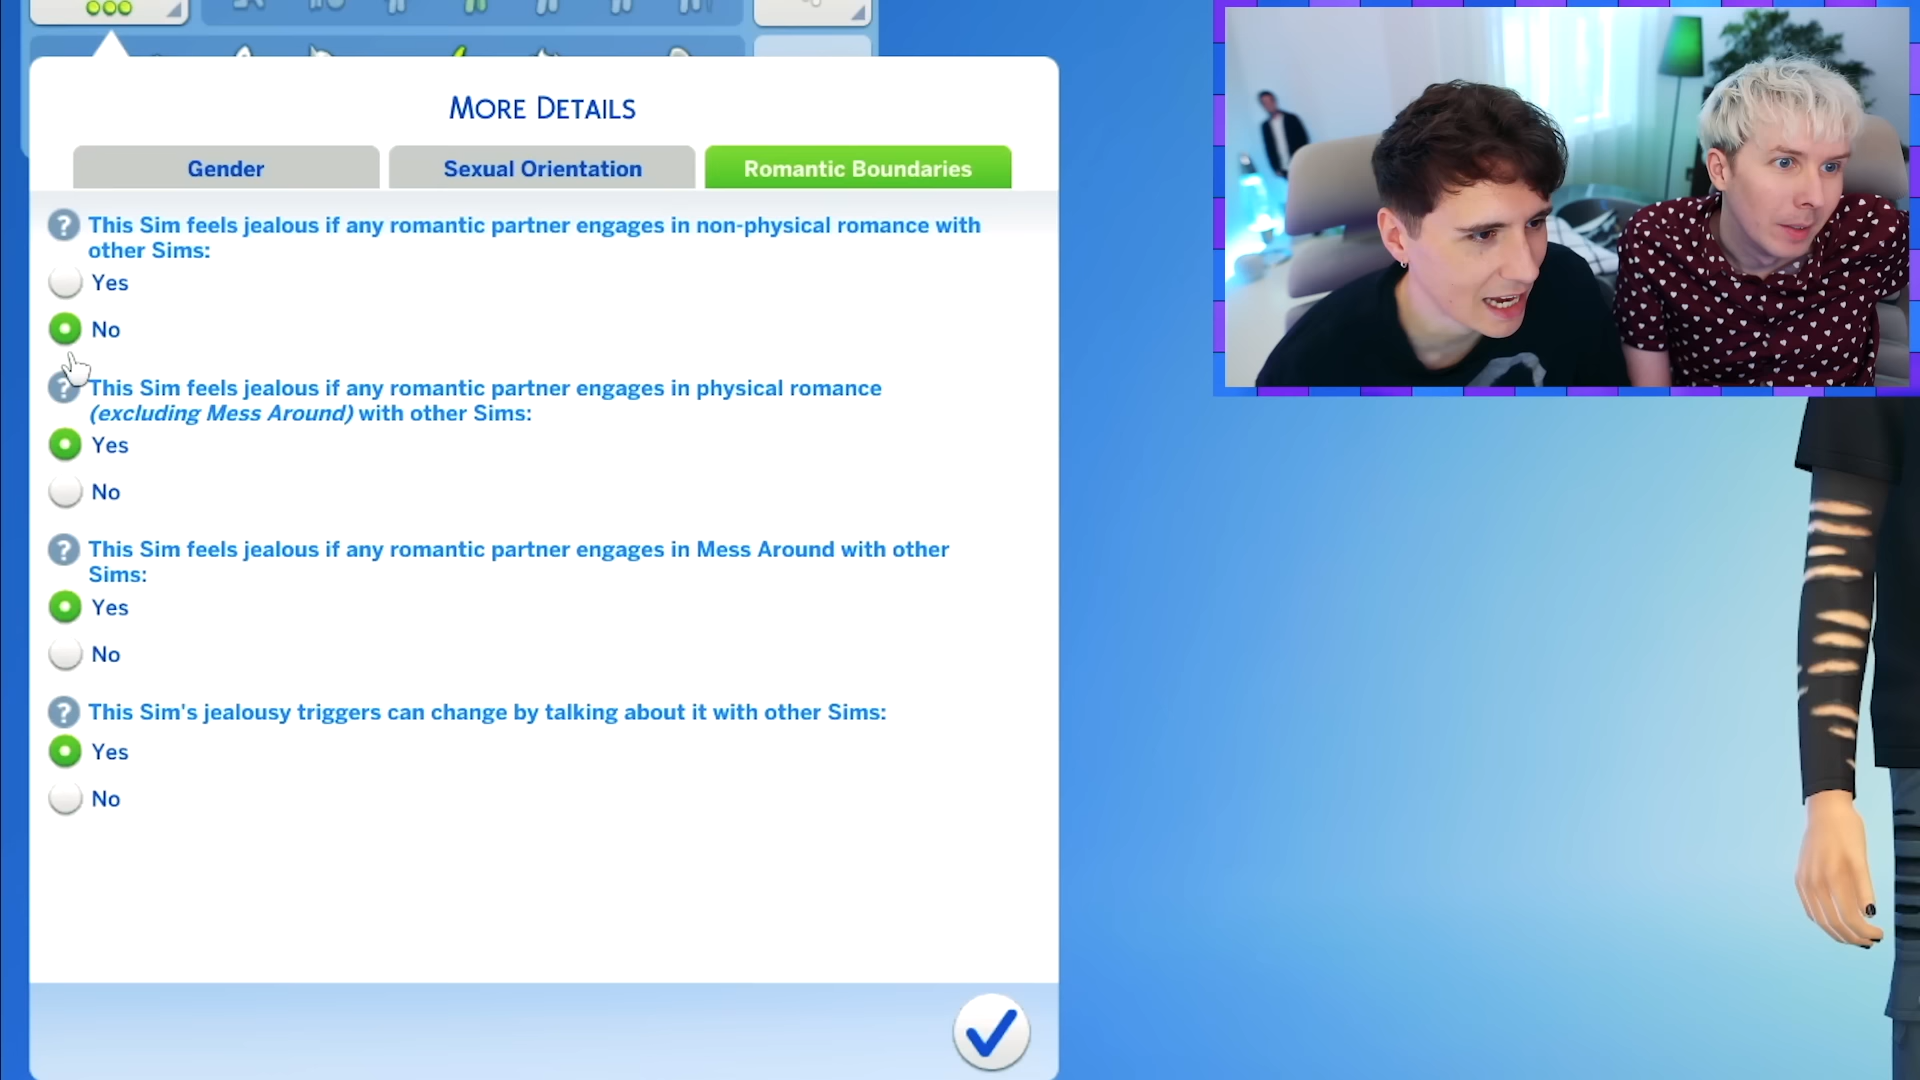 More Details
Gender
Sexual Orientation
Romantic Boundaries
? This Sim feels jealous if any romantic partner engages in non-physical romance with
other Sims:
Yes
No
? This Sim feels jealous if any romantic partner engages in physical romance
(excluding Mess Around) with other Sims:
Yes
No
? This Sim feels jealous if any romantic partner engages in Mess Around with other
Sims:
Yes
No
? This Sim's jealousy triggers can change by talking about it with other Sims:
Yes
No